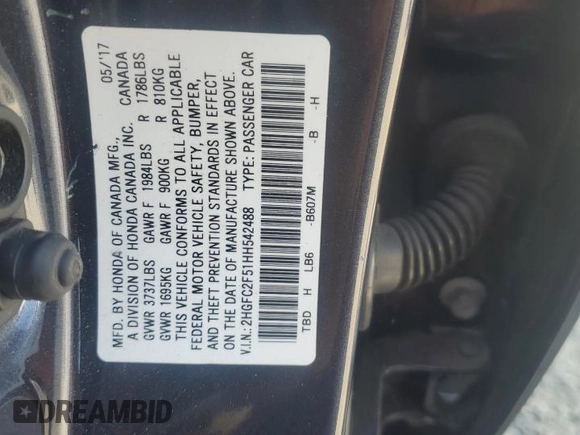 MFD. BY HONDA OF CANADA MFG., 05/'17
A DIVISION OF HONDA CANADA INC. CANADA
GVWR 3737LBS GAWR F 1984LBS R 1786LBS
GVWR 1695KG GAWR F 900KG R 810KG
THIS VEHICLE CONFORMS TO ALL APPLICABLE
FEDERAL MOTOR VEHICLE SAFETY, BUMPER,
AND THEFT PREVENTION STANDARDS IN EFFECT
ON THE DATE OF MANUFACTURE SHOWN ABOVE.
V.I.N.: 2HGFC2F51HH542488 TYPE: PASSENGER CAR
TBD H LB6 -B607M -B -H
DREAMBID